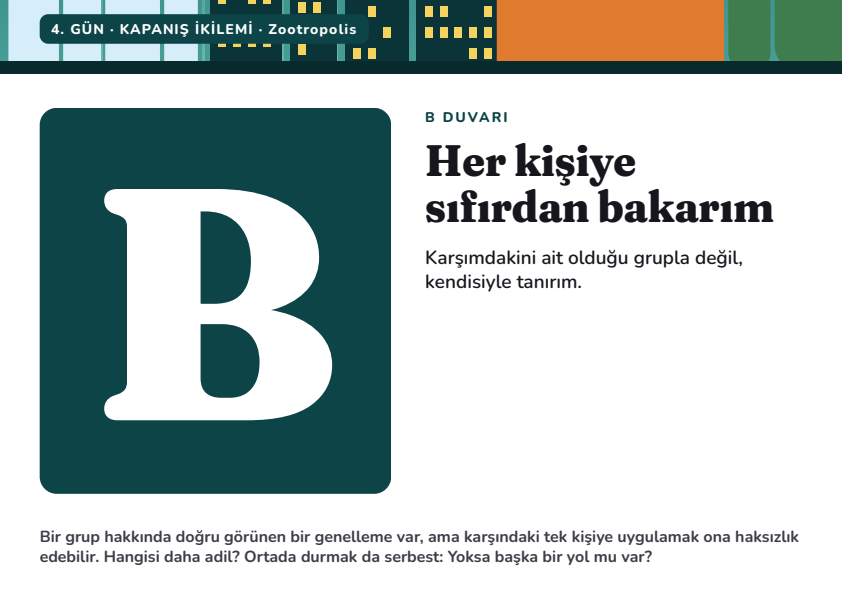 4. GÜN · KAPANIŞ İKİLEMİ · Zootropolis
B
B DUVARI
Her kişiye
sıfırdan bakarım
Karşımdakini ait olduğu grupla değil,
kendisiyle tanırım.
Bir grup hakkında doğru görünen bir genelleme var, ama karşındaki tek kişiye uygulamak ona haksızlık
edebilir. Hangisi daha adil? Ortada durmak da serbest: Yoksa başka bir yol mu var?